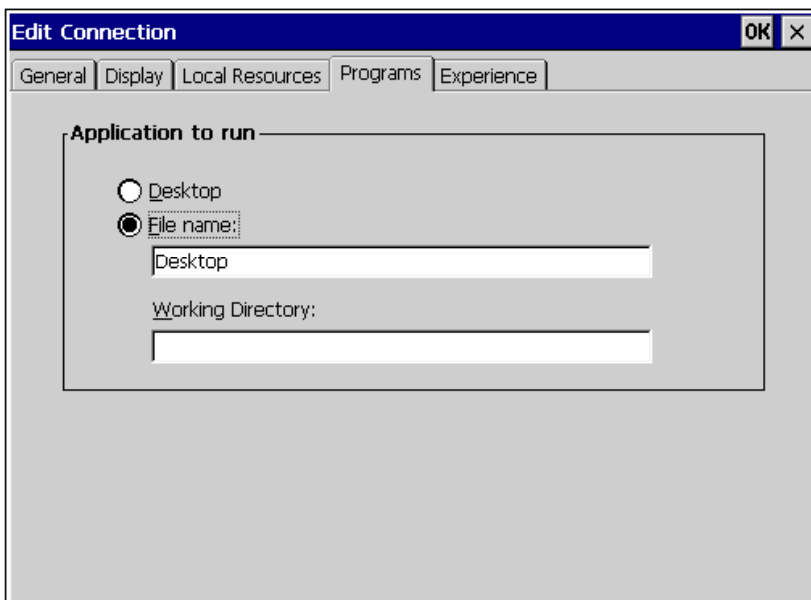 Edit Connection OK ×
General Display Local Resources Programs Experience
Application to run
Desktop
File name:
Desktop
Working Directory: